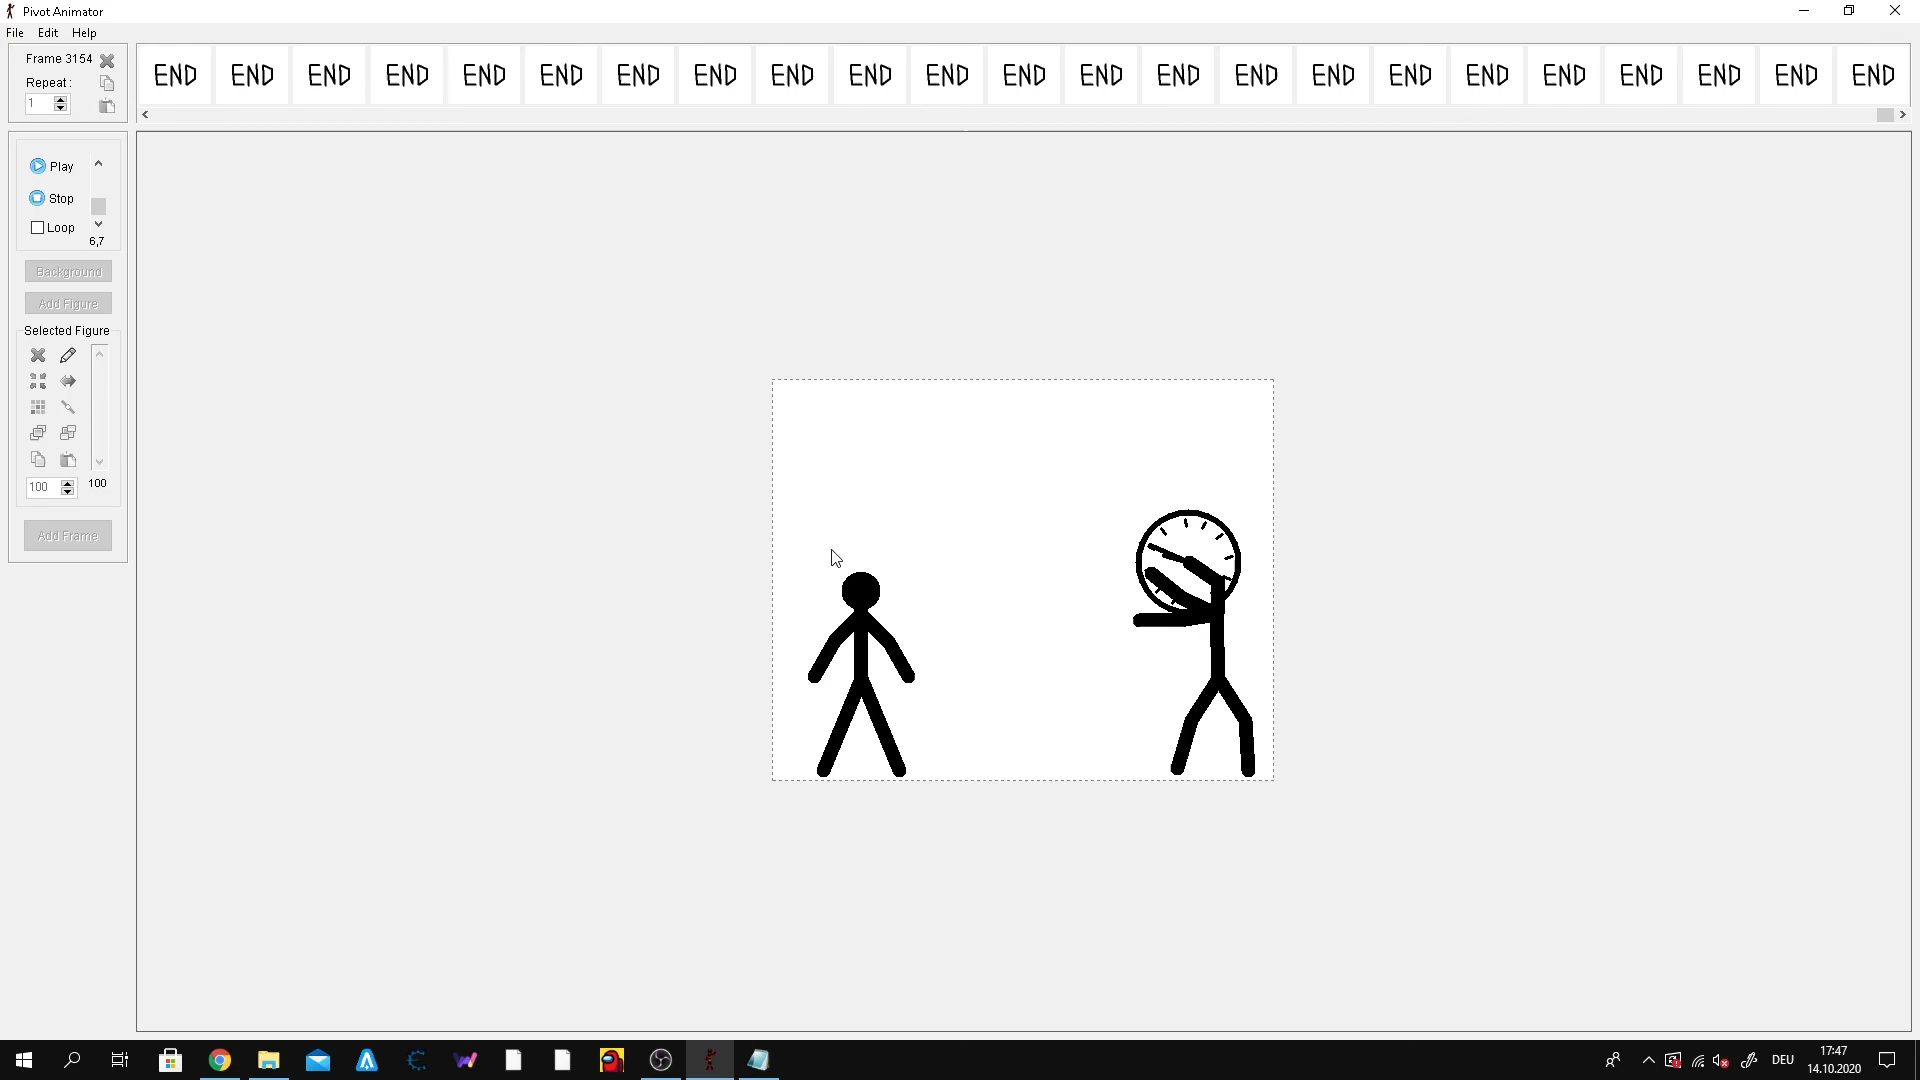 Pivot Animator
File Edit Help
Frame 3154
Repeat :
1
END END END END END END END END END END END END END END END END END END END END END END END
Play
Stop
Loop
6,7
Background
Add Figure
Selected Figure
100
100
Add Frame
DEU
17:47
14.10.2020